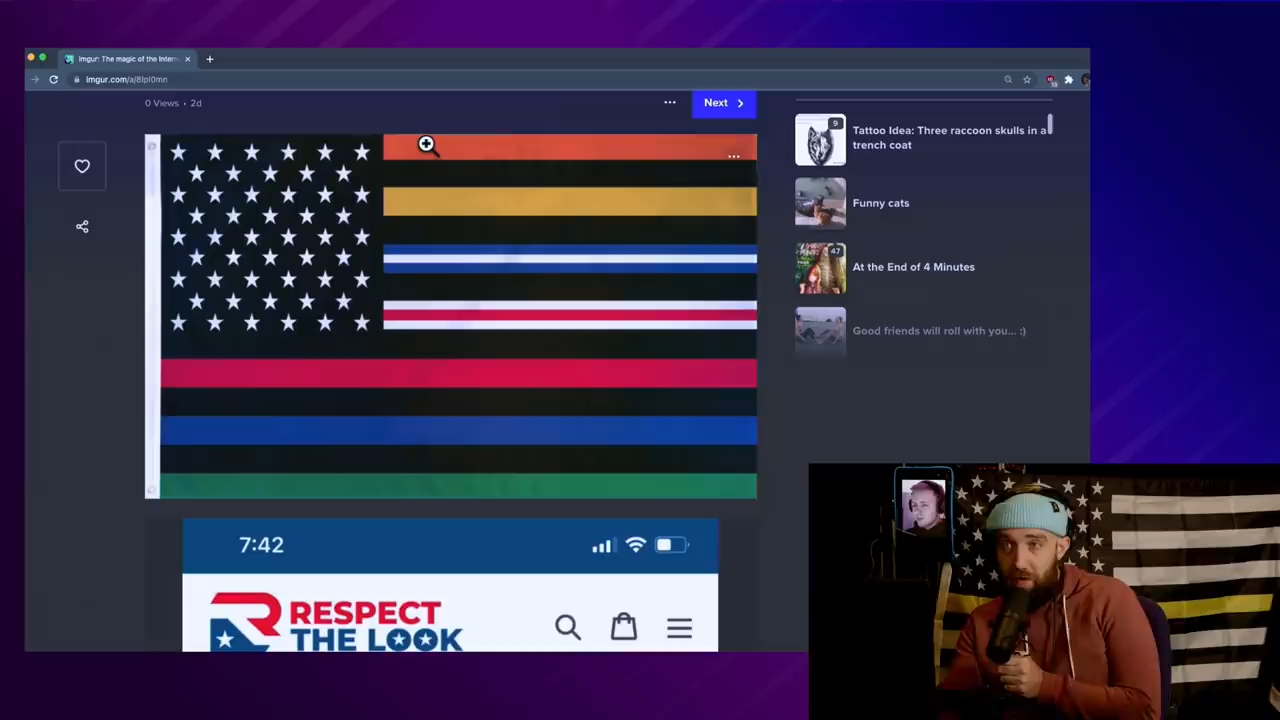 Imgur: The magic of the Intern
imgur.com/a/8IpI0mn
0 Views • 2d
Next
9
Tattoo Idea: Three raccoon skulls in a
trench coat
Funny cats
47
At the End of 4 Minutes
Good friends will roll with you... :)
7:42
RESPECT
THE LOOK